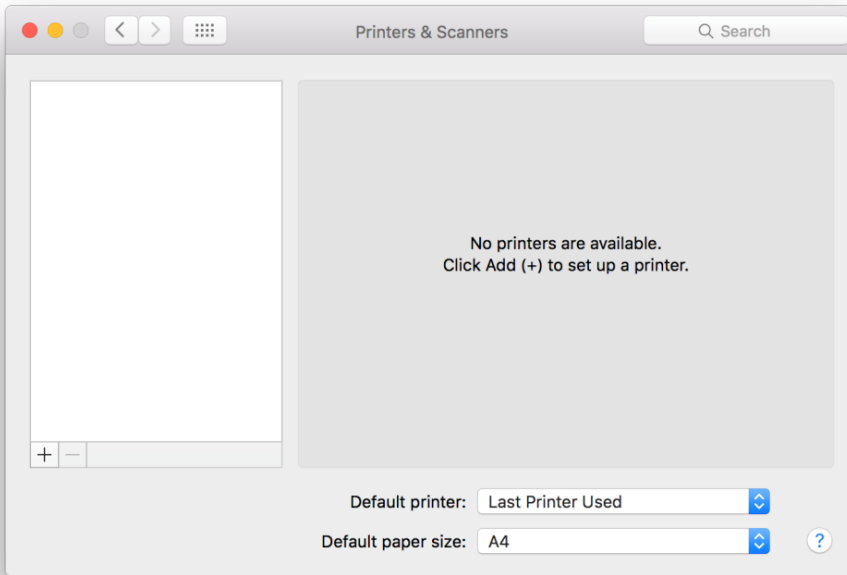 Printers & Scanners
Search
No printers are available.
Click Add (+) to set up a printer.
Default printer: Last Printer Used
Default paper size: A4
?